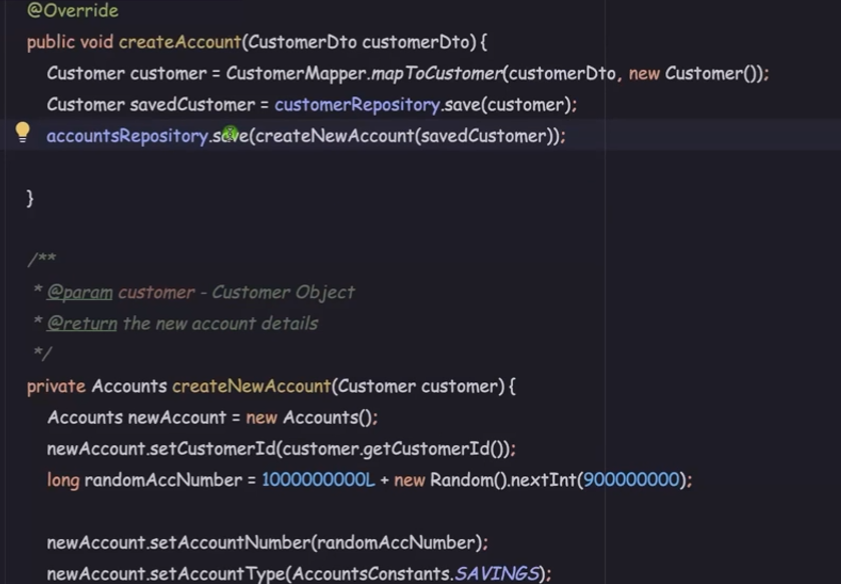 @Override
public void createAccount(CustomerDto customerDto) {
Customer customer = CustomerMapper.mapToCustomer(customerDto, new Customer());
Customer savedCustomer = customerRepository.save(customer);
accountsRepository.save(createNewAccount(savedCustomer));
}
/**
* @param customer - Customer Object
* @return the new account details
*/
private Accounts createNewAccount(Customer customer) {
Accounts newAccount = new Accounts();
newAccount.setCustomerId(customer.getCustomerId());
long randomAccNumber = 1000000000L + new Random().nextInt(900000000);
newAccount.setAccountNumber(randomAccNumber);
newAccount.setAccountType(AccountsConstants.SAVINGS);